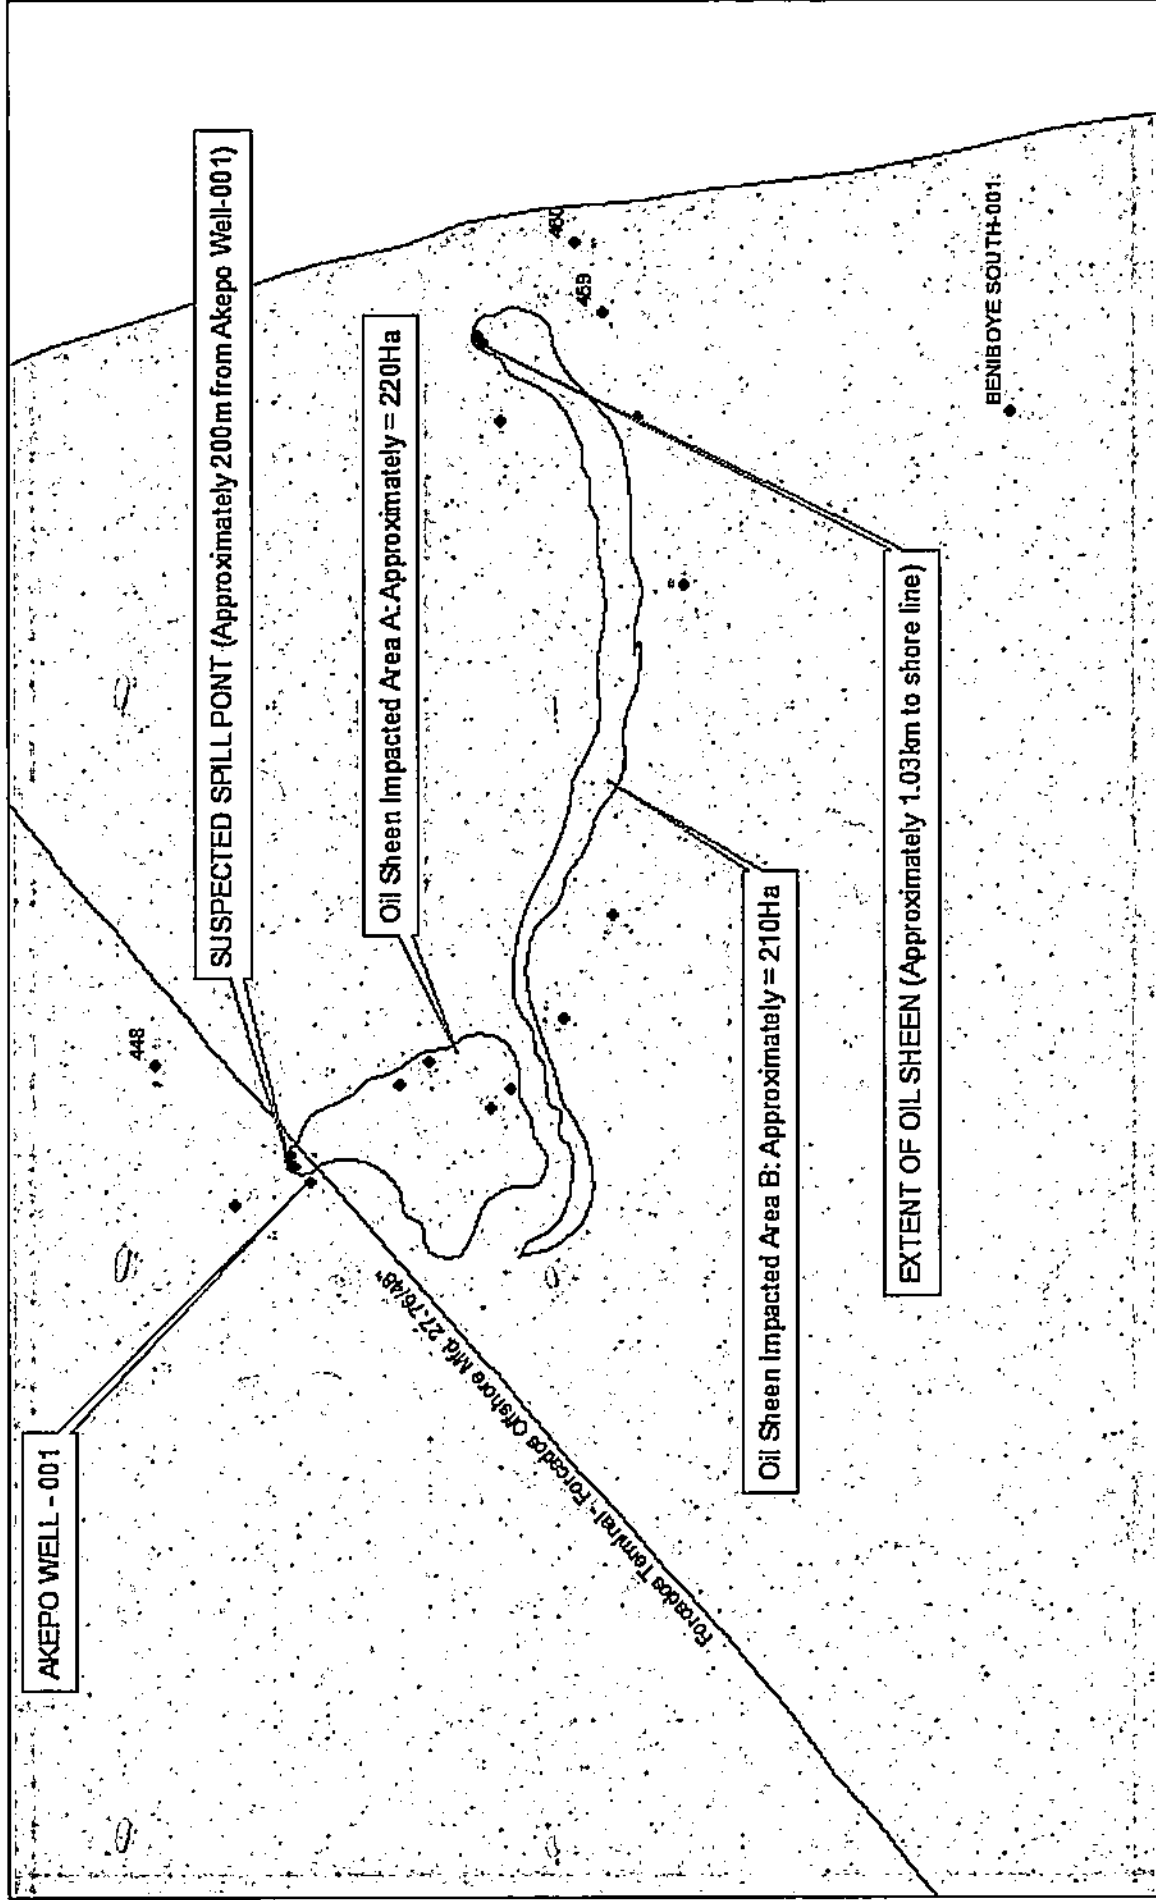 AKEPO WELL - 001
448
SUSPECTED SPILL PONT (Approximately 200m from Akepo Well-001)
Oil Sheen Impacted Area A: Approximately = 220Ha
460
459
Forcados Terminal - Forcados Offshore Mfd. 27.76/48"
Oil Sheen Impacted Area B: Approximately = 210Ha
EXTENT OF OIL SHEEN (Approximately 1.03km to shore line)
BENIBOYE SOUTH-001